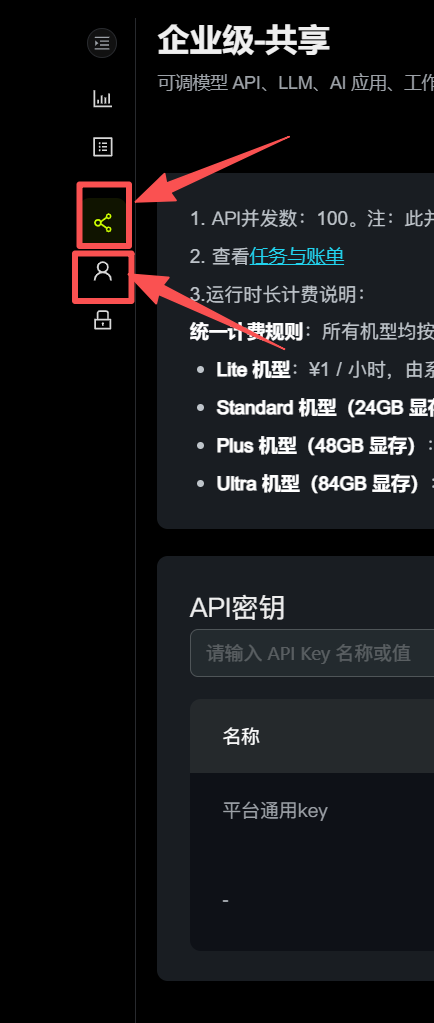 企业级-共享
可调模型 API、LLM、AI 应用、工作
1. API并发数：100。注：此并
2. 查看任务与账单
3.运行时长计费说明：
统一计费规则：所有机型均按
Lite 机型：¥1 / 小时，由系
Standard 机型（24GB 显存
Plus 机型（48GB 显存）：
Ultra 机型（84GB 显存）：
API密钥
请输入 API Key 名称或值
名称
平台通用key
-